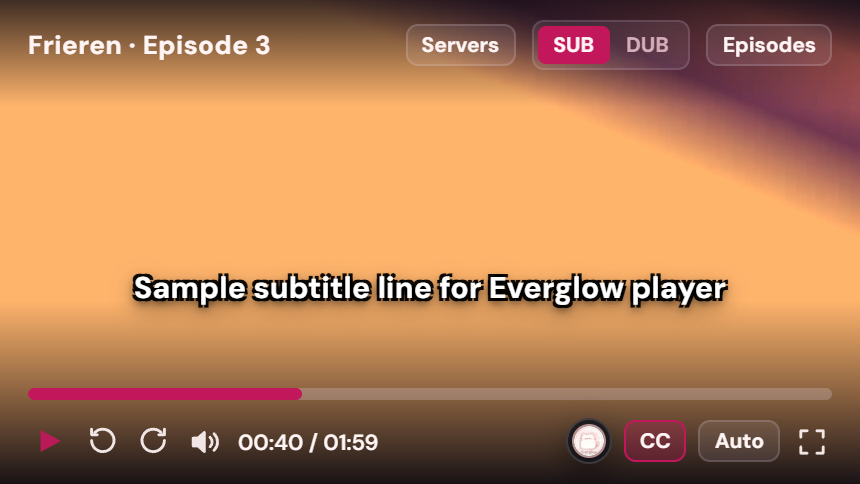 Frieren · Episode 3
Servers
SUB
DUB
Episodes
Sample subtitle line for Everglow player
00:40 / 01:59
CC
Auto